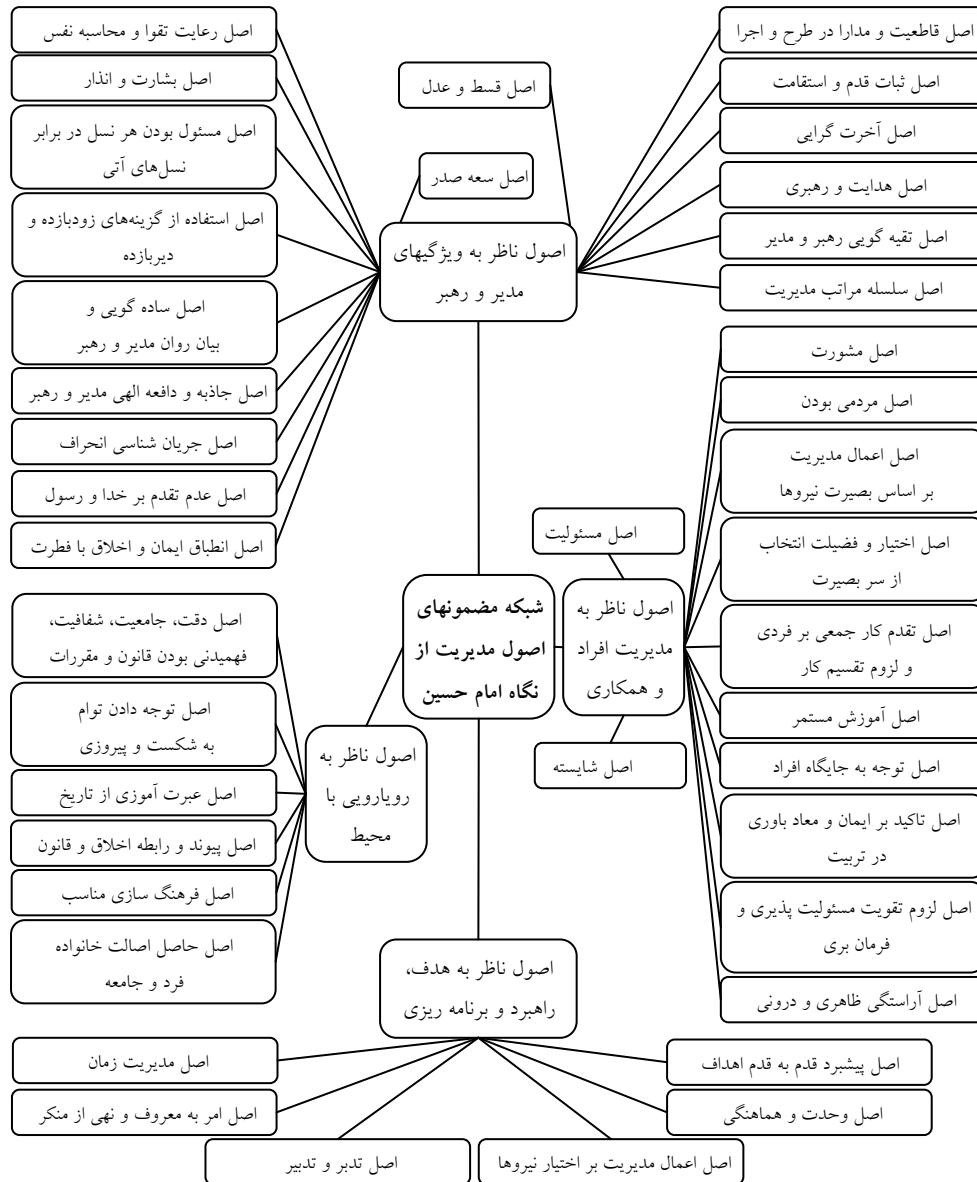 اصل قاطعیت و مدارا در طرح و اجرا
اصل ثبات قدم و استقامت
اصل آخرت گرایی
اصل هدایت و رهبری
اصل تقیه گویی رهبر و مدیر
اصل سلسله مراتب مدیریت
اصل قسط و عدل
اصل سعه صدر
اصول ناظر به ویژگیهای
مدیر و رهبر
اصل رعایت تقوا و محاسبه نفس
اصل بشارت و انذار
اصل مسئول بودن هر نسل در برابر
نسل‌های آتی
اصل استفاده از گزینه‌های زودبازده و
دیربازده
اصل ساده گویی و
بیان روان مدیر و رهبر
اصل جاذبه و دافعه الهی مدیر و رهبر
اصل جریان شناسی انحراف
اصل عدم تقدم بر خدا و رسول
اصل انطباق ایمان و اخلاق با فطرت
اصل مشورت
اصل مردمی بودن
اصل اعمال مدیریت
بر اساس بصیرت نیروها
اصل اختیار و فضیلت انتخاب
از سر بصیرت
اصل تقدم کار جمعی بر فردی
و لزوم تقسیم کار
اصل آموزش مستمر
اصل توجه به جایگاه افراد
اصل تاکید بر ایمان و معاد باوری
در تربیت
اصل لزوم تقویت مسئولیت پذیری و
فرمان بری
اصل آراستگی ظاهری و درونی
اصل مسئولیت
اصول ناظر به
مدیریت افراد
و همکاری
اصل شایسته
شبکه مضمونهای
اصول مدیریت از
نگاه امام حسین
اصول ناظر به
رویارویی با
محیط
اصل دقت، جامعیت، شفافیت،
فهمیدنی بودن قانون و مقررات
اصل توجه دادن توام
به شکست و پیروزی
اصل عبرت آموزی از تاریخ
اصل پیوند و رابطه اخلاق و قانون
اصل فرهنگ سازی مناسب
اصل حاصل اصالت خانواده
فرد و جامعه
اصول ناظر به هدف،
راهبرد و برنامه ریزی
اصل پیشبرد قدم به قدم اهداف
اصل وحدت و هماهنگی
اصل اعمال مدیریت بر اختیار نیروها
اصل تدبر و تدبیر
اصل امر به معروف و نهی از منکر
اصل مدیریت زمان